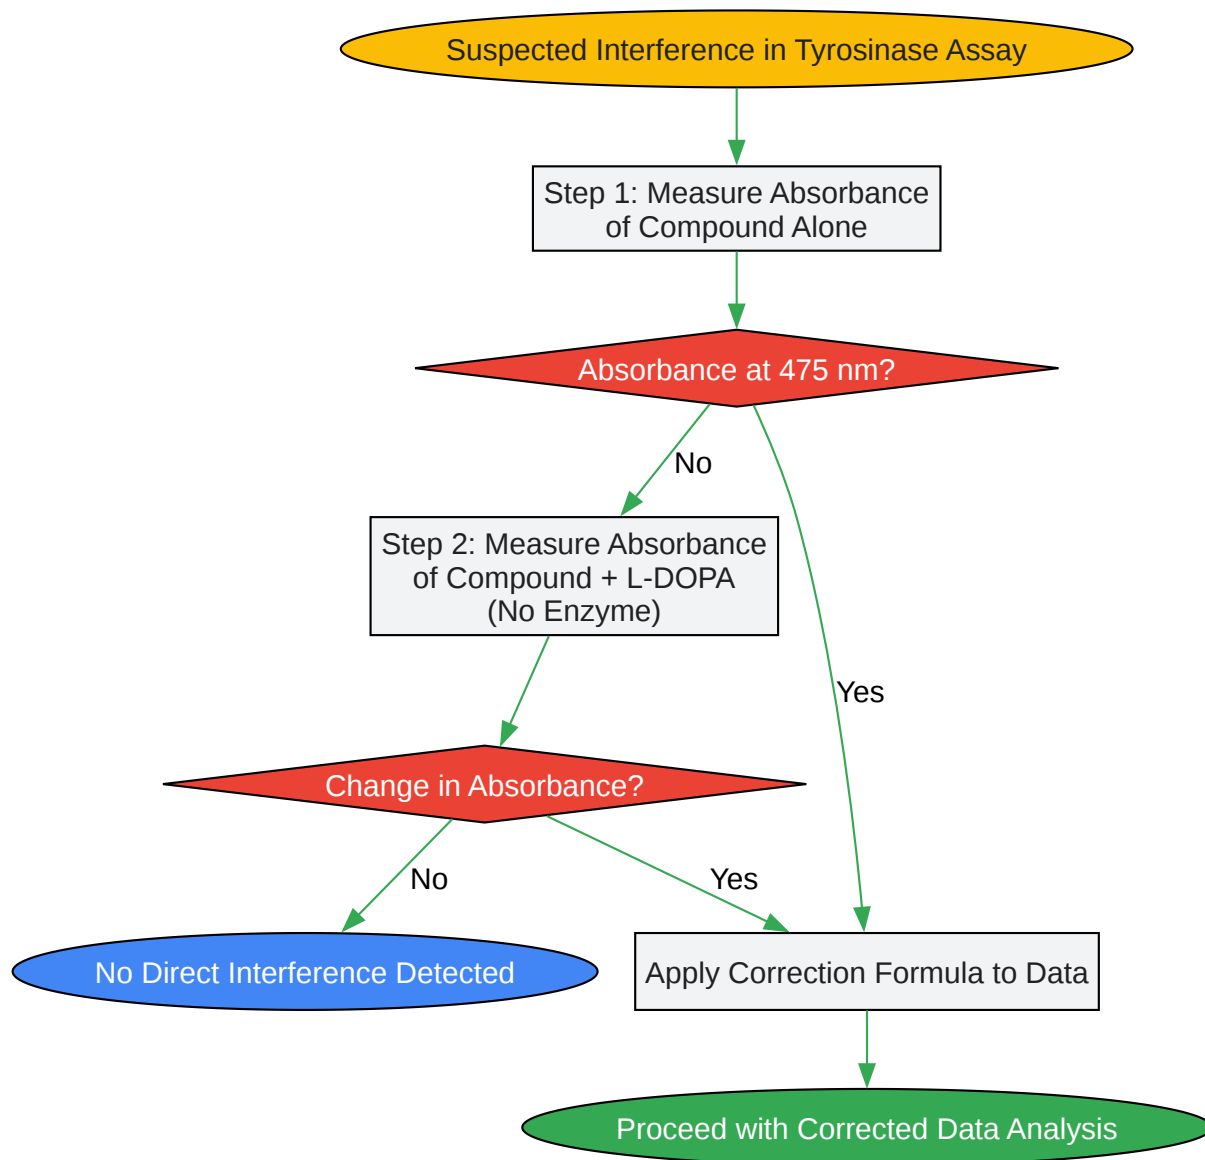 Suspected Interference in Tyrosinase Assay
Step 1: Measure Absorbance
of Compound Alone
Absorbance at 475 nm?
No
Step 2: Measure Absorbance
of Compound + L-DOPA
(No Enzyme)
Yes
Change in Absorbance?
No
Yes
No Direct Interference Detected
Apply Correction Formula to Data
Proceed with Corrected Data Analysis